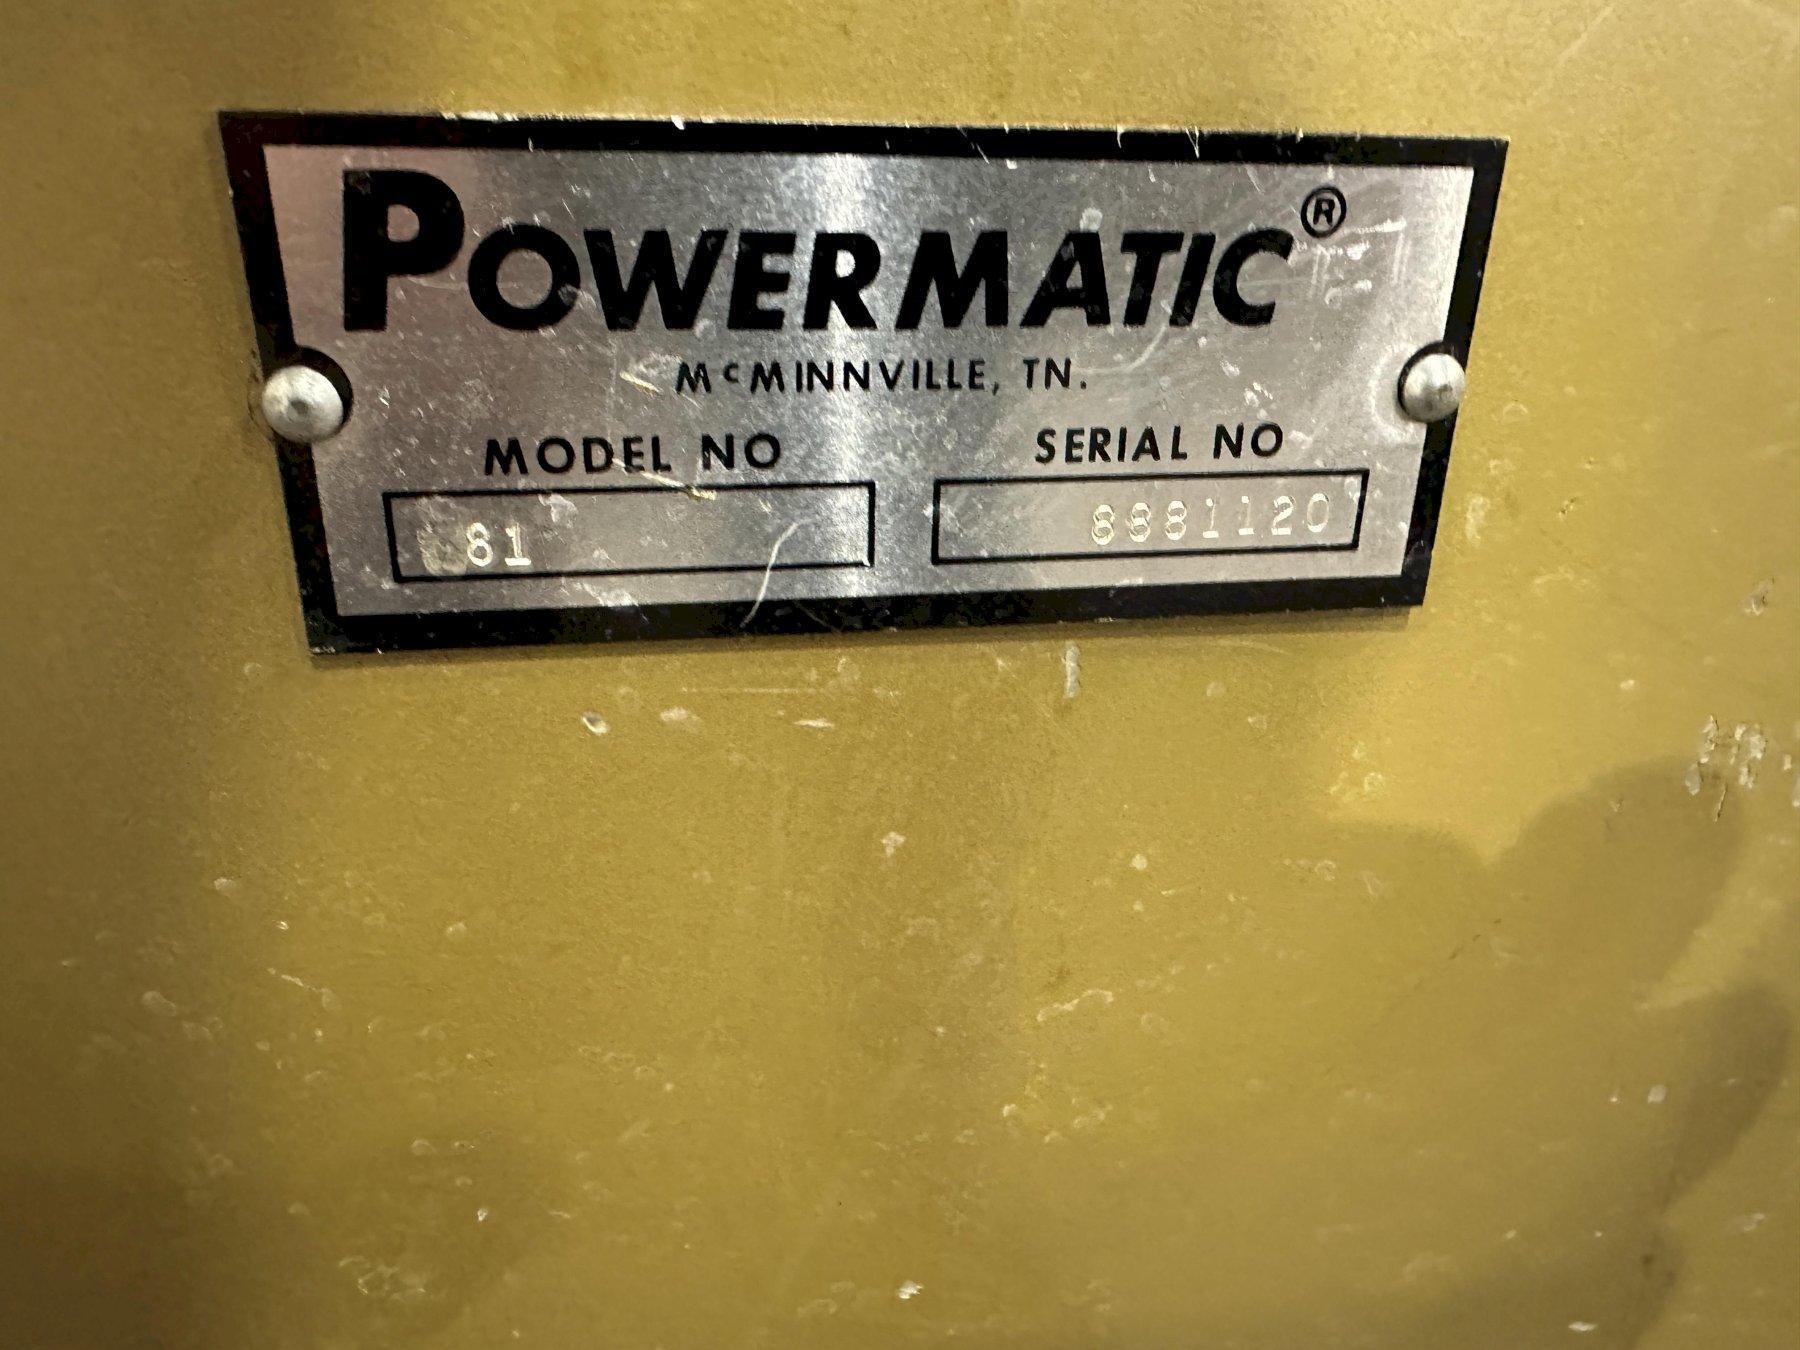 POWERMATIC®
McMINNVILLE, TN.
MODEL NO
81
SERIAL NO
8881120